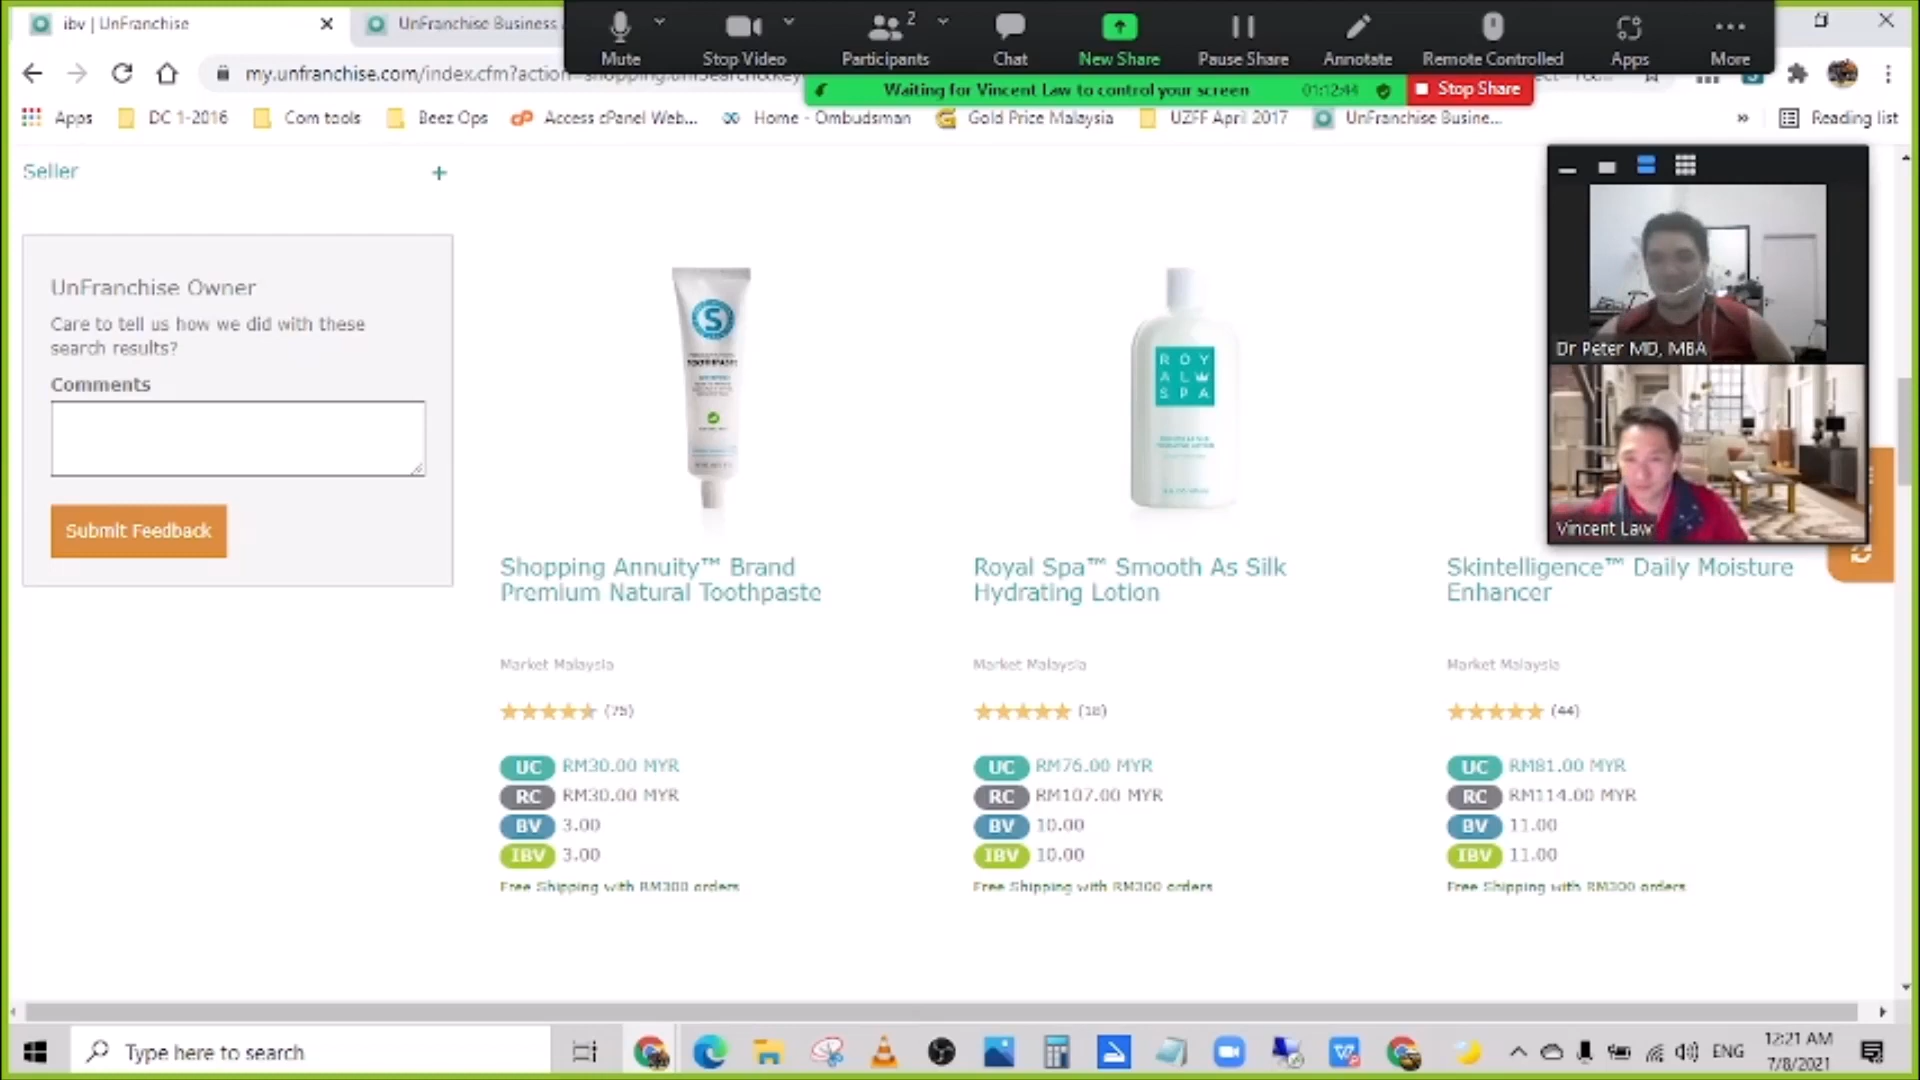 ibv | UnFranchise
UnFranchise Business
Mute
Stop Video
Participants
2
Chat
New Share
Pause Share
Annotate
Remote Controlled
Apps
More
my.unfranchise.com/index.cfm?action=shopping.
Waiting for Vincent Law to control your screen
01:12:44
Stop Share
Apps
DC 1-2016
Com tools
Beez Ops
Access cPanel Web...
Home - Ombudsman
Gold Price Malaysia
UZFF April 2017
UnFranchise Busine...
»
Reading list
Seller
+
UnFranchise Owner
Care to tell us how we did with these
search results?
Comments
Submit Feedback
Dr Peter MD, MBA
Vincent Law
S
TOOTHPASTE
ROY
AL
SPA
Shopping Annuity™ Brand
Premium Natural Toothpaste
Market Malaysia
(75)
UC RM30.00 MYR
RC RM30.00 MYR
BV 3.00
IBV 3.00
Free Shipping with RM300 orders
Royal Spa™ Smooth As Silk
Hydrating Lotion
Market Malaysia
(18)
UC RM76.00 MYR
RC RM107.00 MYR
BV 10.00
IBV 10.00
Free Shipping with RM300 orders
Skintelligence™ Daily Moisture
Enhancer
Market Malaysia
(44)
UC RM81.00 MYR
RC RM114.00 MYR
BV 11.00
IBV 11.00
Free Shipping with RM300 orders
Type here to search
ENG
12:21 AM
7/8/2021